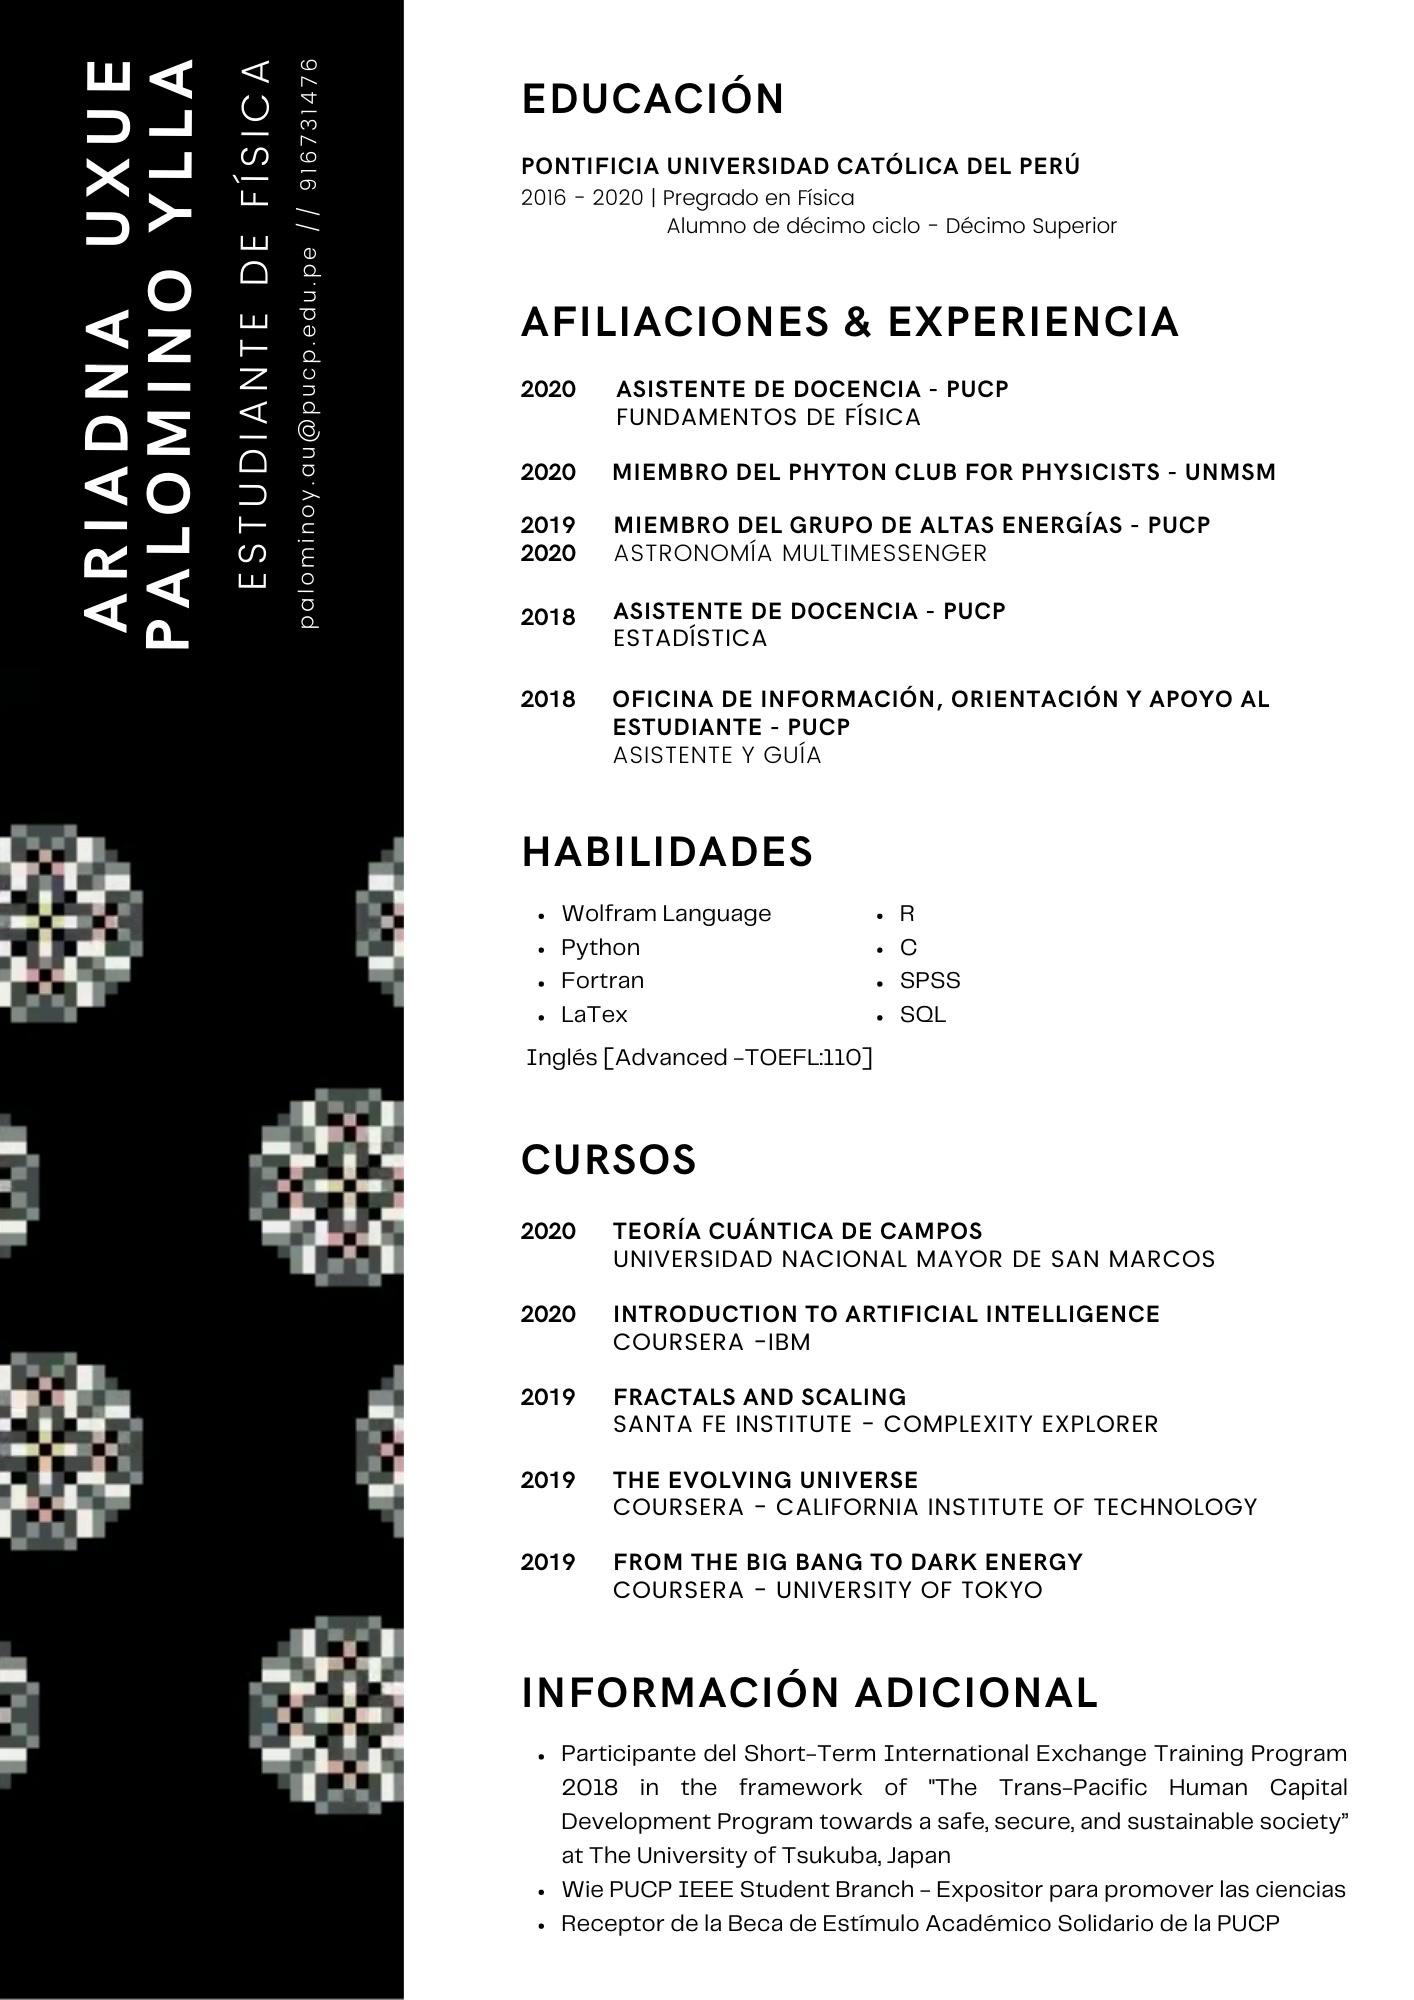 ARIADNA UXUE
PALOMINO YLLA
ESTUDIANTE DE FÍSICA
palominoy.au@pucp.edu.pe // 916731476
EDUCACIÓN
PONTIFICIA UNIVERSIDAD CATÓLICA DEL PERÚ
2016 - 2020 | Pregrado en Física
Alumno de décimo ciclo - Décimo Superior
AFILIACIONES & EXPERIENCIA
2020 ASISTENTE DE DOCENCIA - PUCP
FUNDAMENTOS DE FÍSICA
2020 MIEMBRO DEL PHYTON CLUB FOR PHYSICISTS - UNMSM
2019 MIEMBRO DEL GRUPO DE ALTAS ENERGÍAS - PUCP
2020 ASTRONOMÍA MULTIMESSENGER
2018 ASISTENTE DE DOCENCIA - PUCP
ESTADÍSTICA
2018 OFICINA DE INFORMACIÓN, ORIENTACIÓN Y APOYO AL
ESTUDIANTE - PUCP
ASISTENTE Y GUÍA
HABILIDADES
• Wolfram Language
• Python
• Fortran
• LaTex
• R
• C
• SPSS
• SQL
Inglés [Advanced -TOEFL:110]
CURSOS
2020 TEORÍA CUÁNTICA DE CAMPOS
UNIVERSIDAD NACIONAL MAYOR DE SAN MARCOS
2020 INTRODUCTION TO ARTIFICIAL INTELLIGENCE
COURSERA -IBM
2019 FRACTALS AND SCALING
SANTA FE INSTITUTE - COMPLEXITY EXPLORER
2019 THE EVOLVING UNIVERSE
COURSERA - CALIFORNIA INSTITUTE OF TECHNOLOGY
2019 FROM THE BIG BANG TO DARK ENERGY
COURSERA - UNIVERSITY OF TOKYO
INFORMACIÓN ADICIONAL
• Participante del Short-Term International Exchange Training Program
2018 in the framework of "The Trans-Pacific Human Capital
Development Program towards a safe, secure, and sustainable society”
at The University of Tsukuba, Japan
• Wie PUCP IEEE Student Branch - Expositor para promover las ciencias
• Receptor de la Beca de Estímulo Académico Solidario de la PUCP